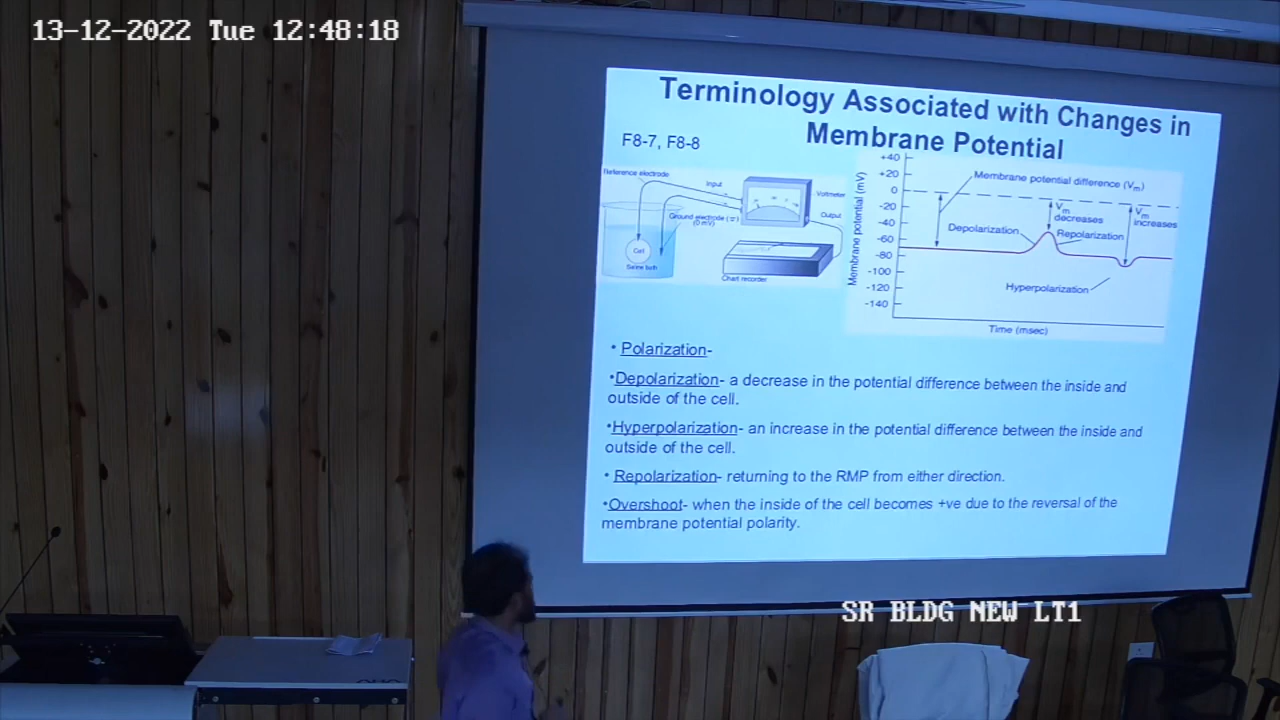 13-12-2022 Tue 12:48:18
Terminology Associated with Changes in
Membrane Potential
F8-7, F8-8
Reference electrode
Input
Voltmeter
Ground electrode
(0 mV)
Output
Cell
Saline bath
Chart recorder
Membrane potential (mV)
+40
+20
0
-20
-40
-60
-80
-100
-120
-140
Membrane potential difference (Vm)
Vm
decreases
Vm
increases
Depolarization
Repolarization
Hyperpolarization
Time (msec)
• Polarization-
•Depolarization- a decrease in the potential difference between the inside and
outside of the cell.
•Hyperpolarization- an increase in the potential difference between the inside and
outside of the cell.
• Repolarization- returning to the RMP from either direction.
•Overshoot- when the inside of the cell becomes +ve due to the reversal of the
membrane potential polarity.
SR BLDG NEW LT1